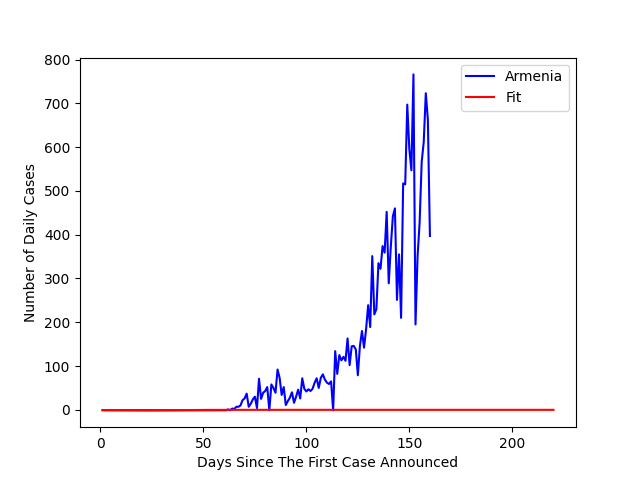 800
700
600
500
400
300
200
100
0
Number of Daily Cases
0 50 100 150 200
Days Since The First Case Announced
Armenia
Fit